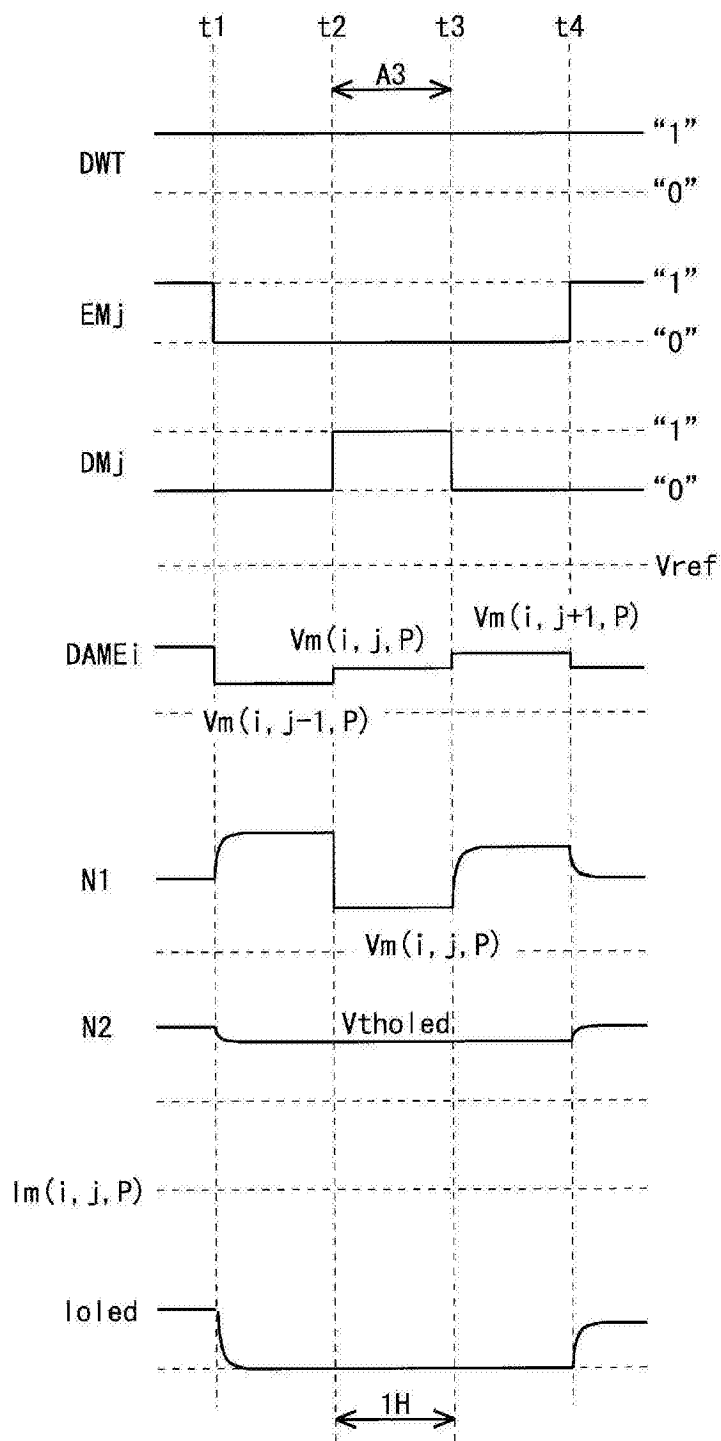 t1 t2 t3 t4
A3
“1”
DWT
“0”
“1”
EMj
“0”
“1”
DMj
“0”
Vref
Vm(i,j+1,P)
Vm(i,j,P)
DAMEi
Vm(i,j-1,P)
N1
Vm(i,j,P)
N2
Vtholed
Im(i,j,P)
Ioled
1H